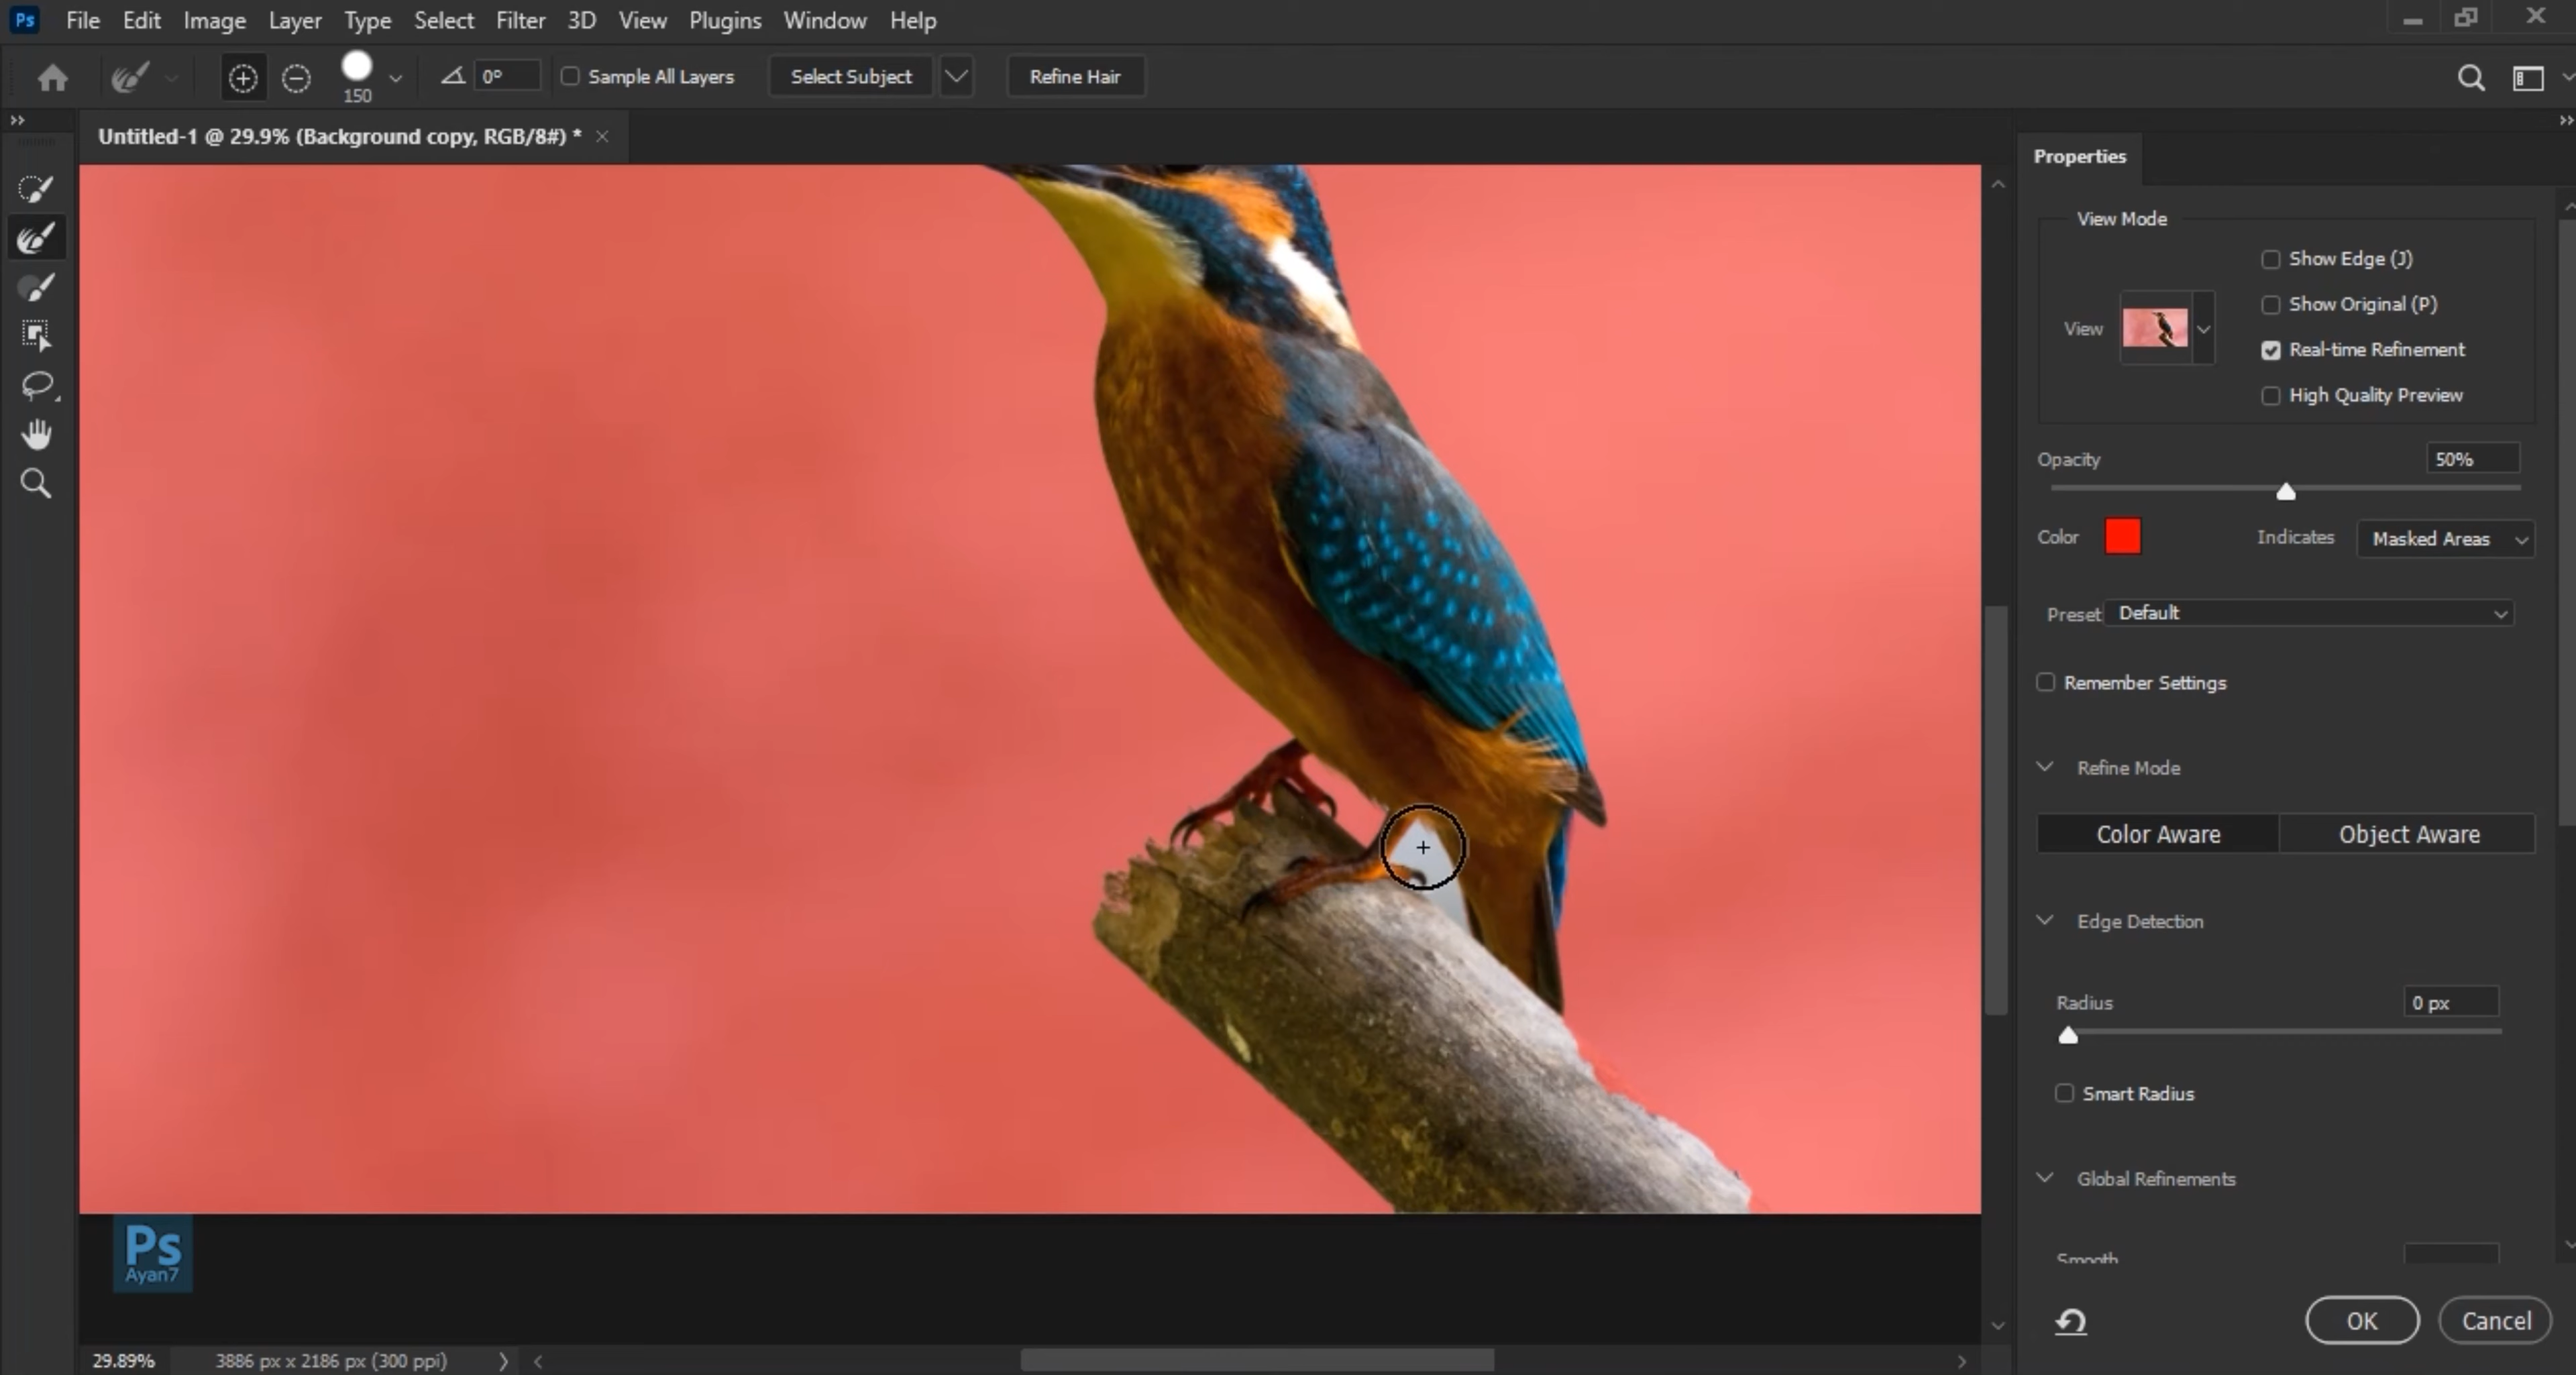 Ps File Edit Image Layer Type Select Filter 3D View Plugins Window Help
150 0° Sample All Layers Select Subject Refine Hair
Untitled-1 @ 29.9% (Background copy, RGB/8#) * ×
Properties
View Mode
Show Edge (J)
Show Original (P)
View
Real-time Refinement
High Quality Preview
Opacity 50%
Color Indicates Masked Areas
Preset Default
Remember Settings
Refine Mode
Color Aware Object Aware
Edge Detection
Radius 0 px
Smart Radius
Global Refinements
Smooth
Ps
Ayan7
OK Cancel
29.89% 3886 px x 2186 px (300 ppi)